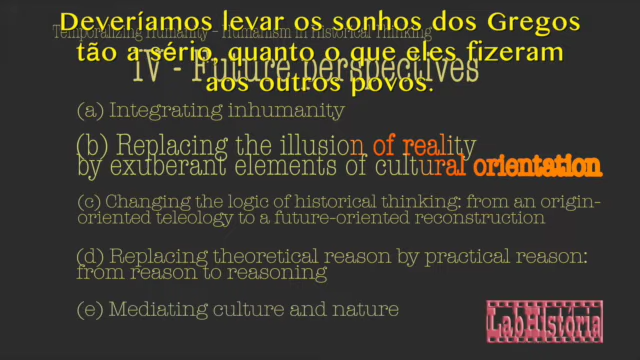 Deveríamos levar os sonhos dos Gregos
tão a sério, quanto o que eles fizeram
aos outros povos.
Temporalizing Humanity - Humanism in Historical Thinking
IV - Future perspectives
(a) Integrating inhumanity
(b) Replacing the illusion of reality
by exuberant elements of cultural orientation
(c) Changing the logic of historical thinking: from an origin-
oriented teleology to a future-oriented reconstruction
(d) Replacing theoretical reason by practical reason:
from reason to reasoning
(e) Mediating culture and nature
LabHistória